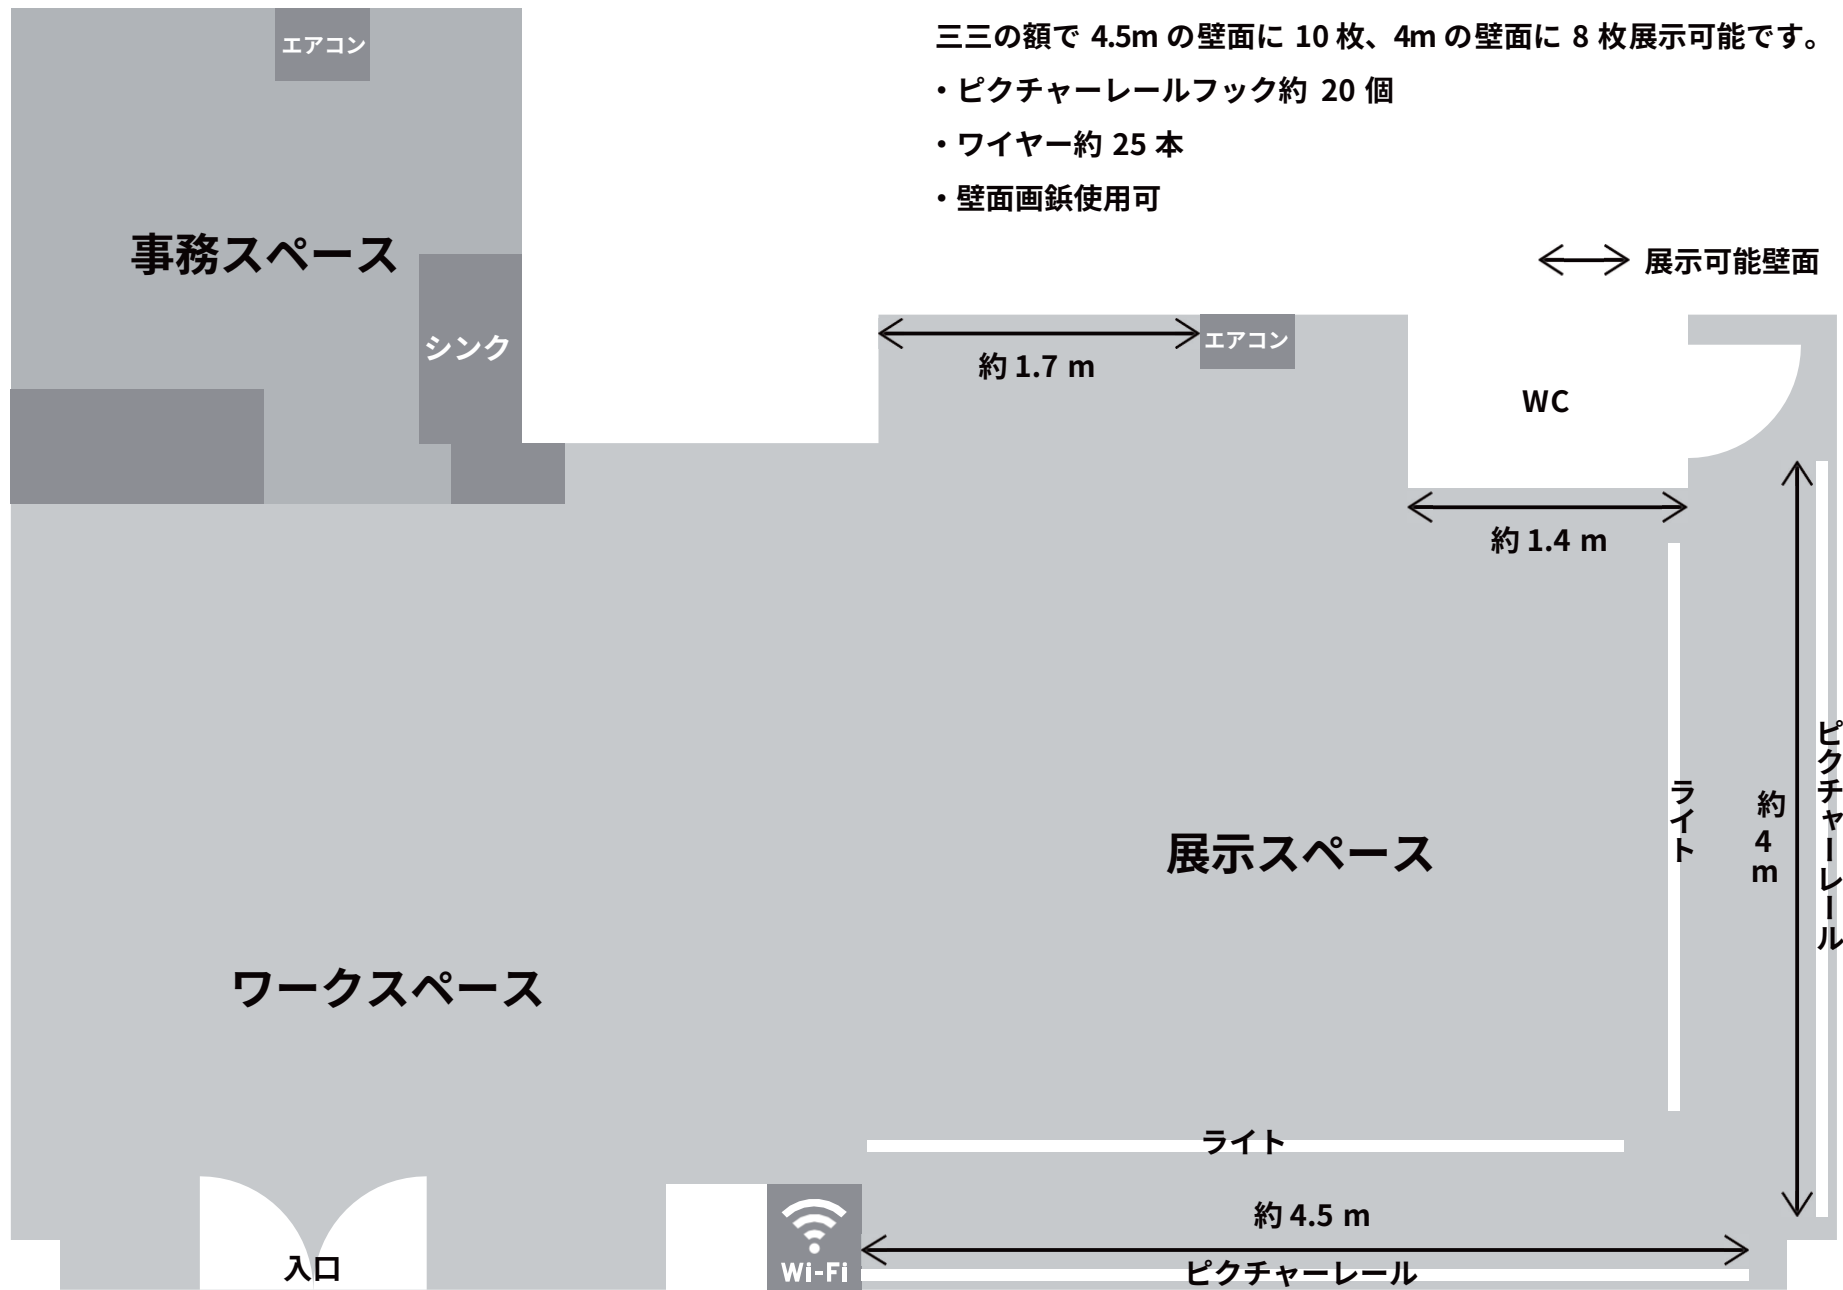 エアコン
三三の額で 4.5m の壁面に 10 枚、4m の壁面に 8 枚展示可能です。
・ピクチャーレールフック約 20 個
・ワイヤー約 25 本
・壁面画鋲使用可
事務スペース
展示可能壁面
シンク
エアコン
約 1.7 m
WC
約 1.4 m
ピクチャーレール
ライト
約4m
展示スペース
ワークスペース
ライト
約 4.5 m
入口
Wi-Fi
ピクチャーレール